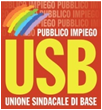 PUBBLICO IMPIEGO
USB
UNIONE SINDACALE DI BASE